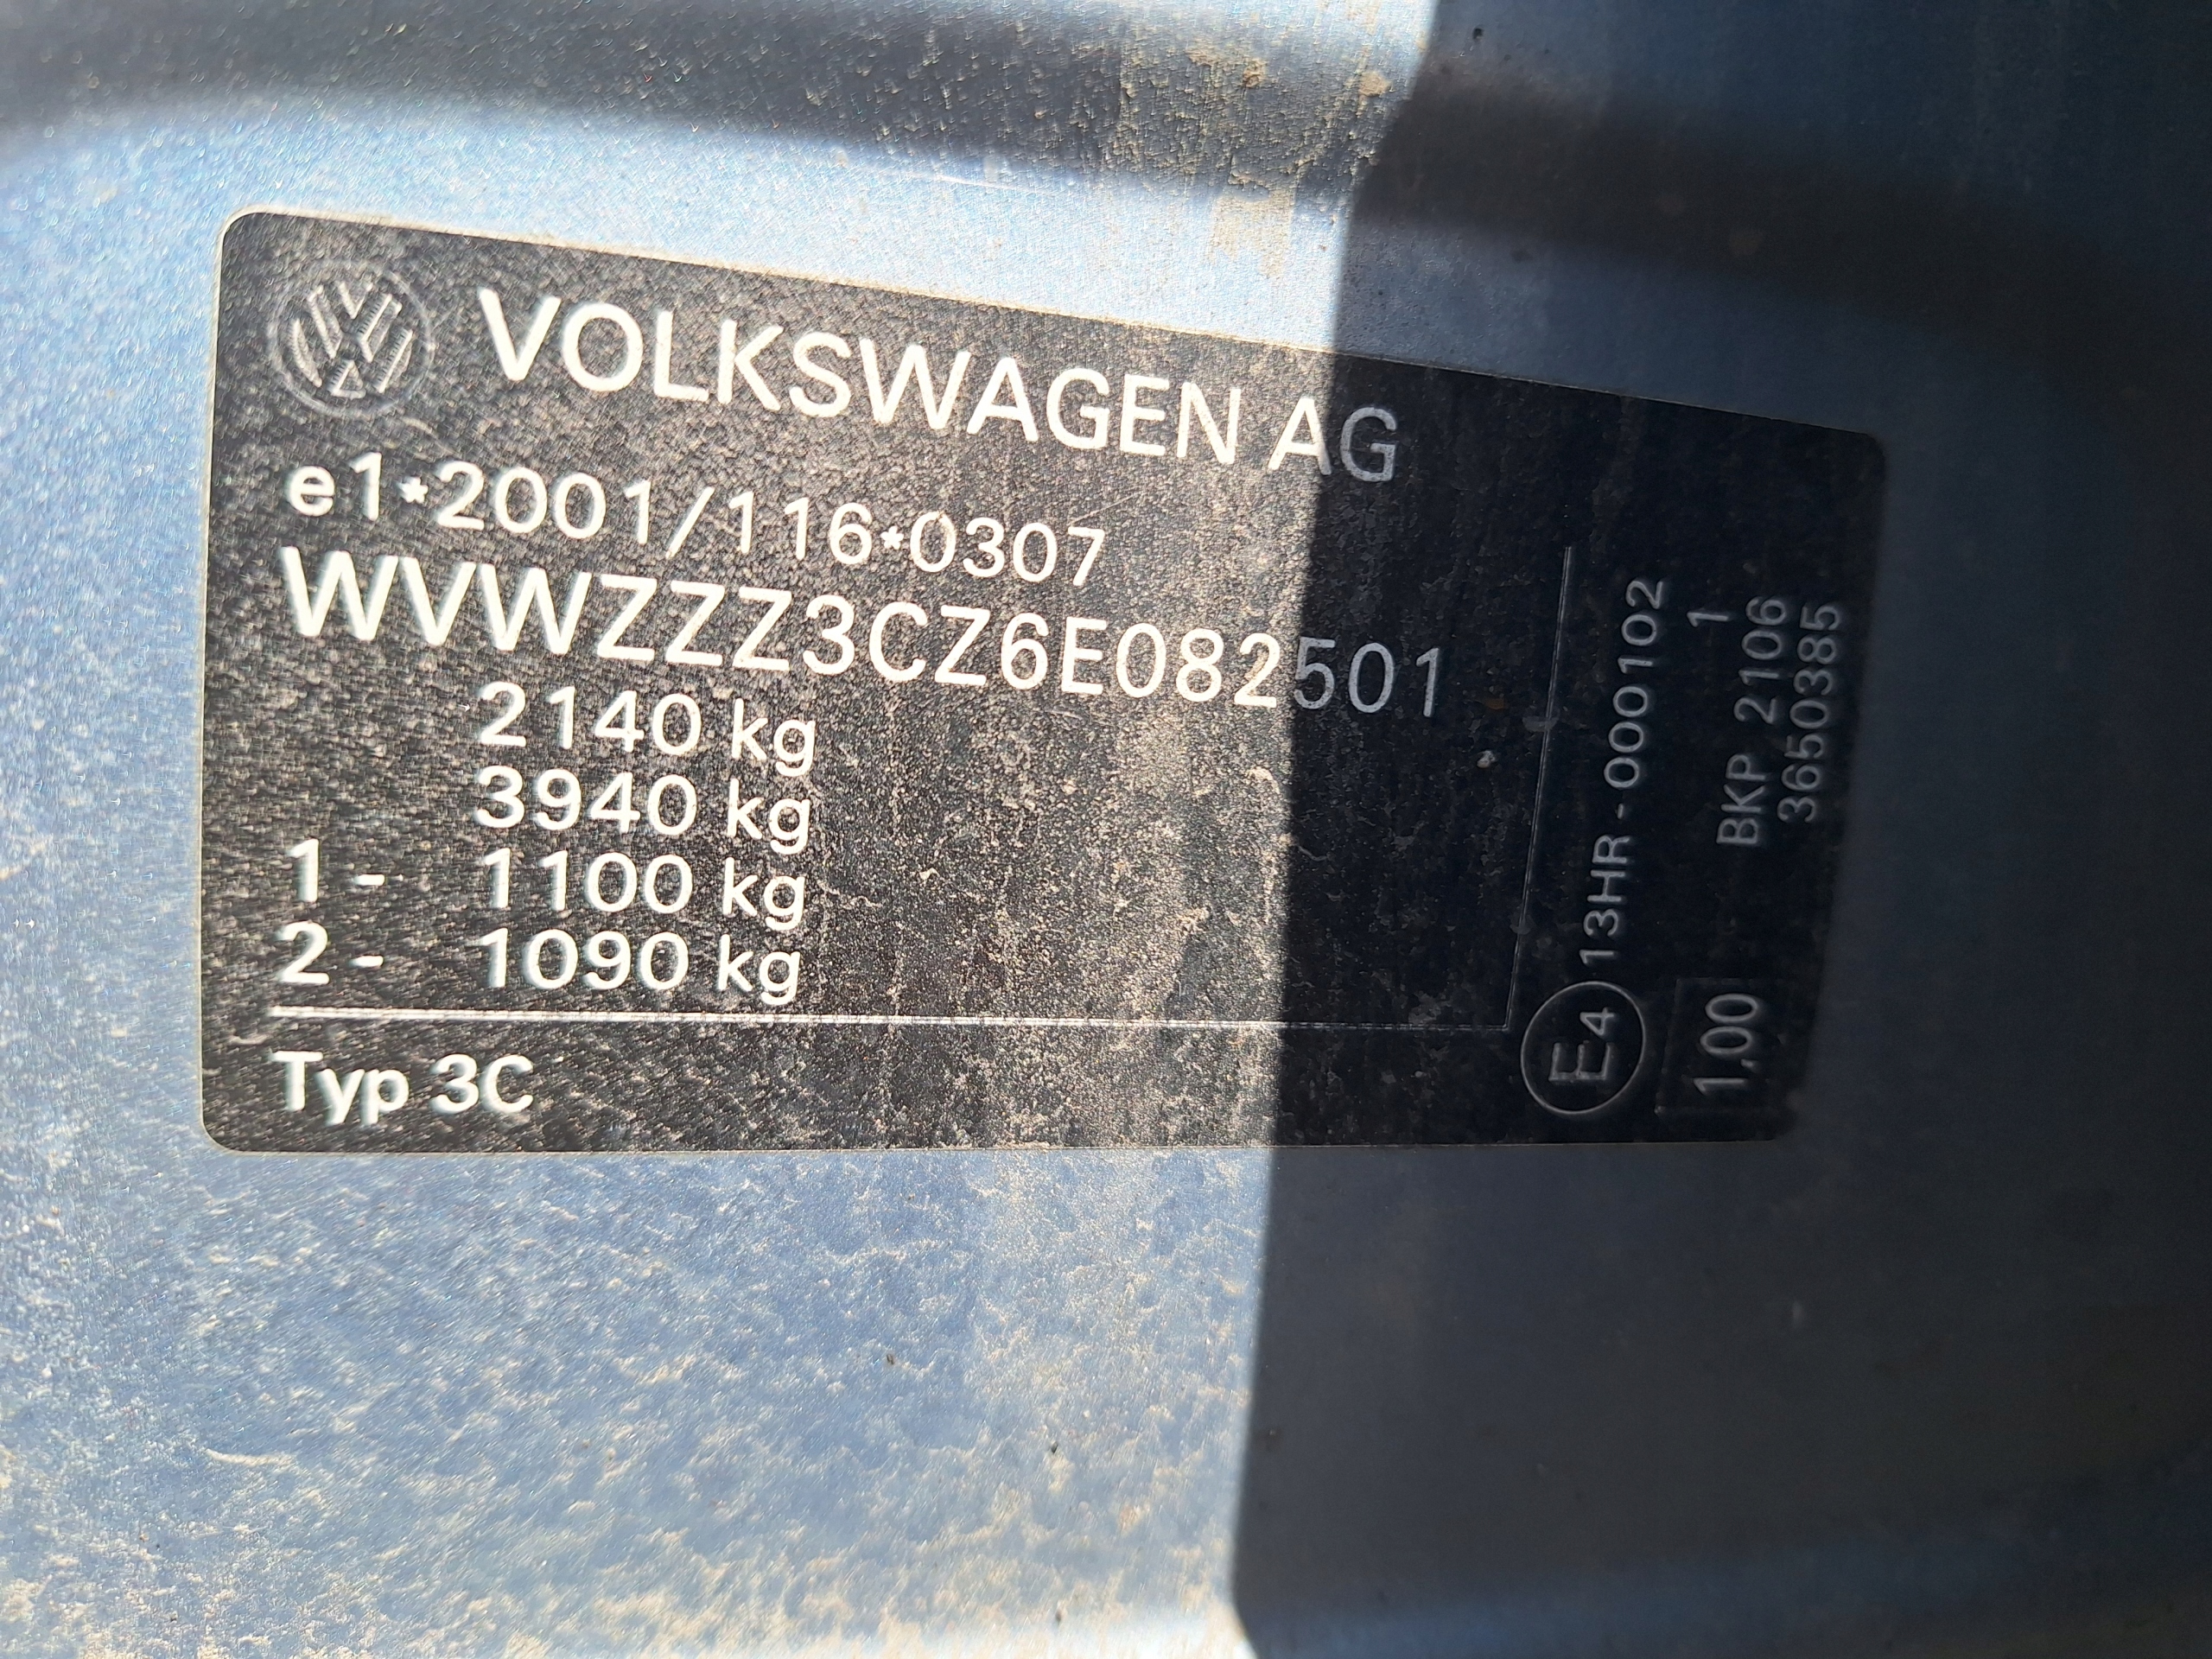 VOLKSWAGEN AG
e1*2001/116*0307
WVWZZZ3CZ6E082501
2140 kg
3940 kg
1 - 1100 kg
2 - 1090 kg
Typ 3C
E4 13HR-000102
1,00
1
BKP 2106
3650385